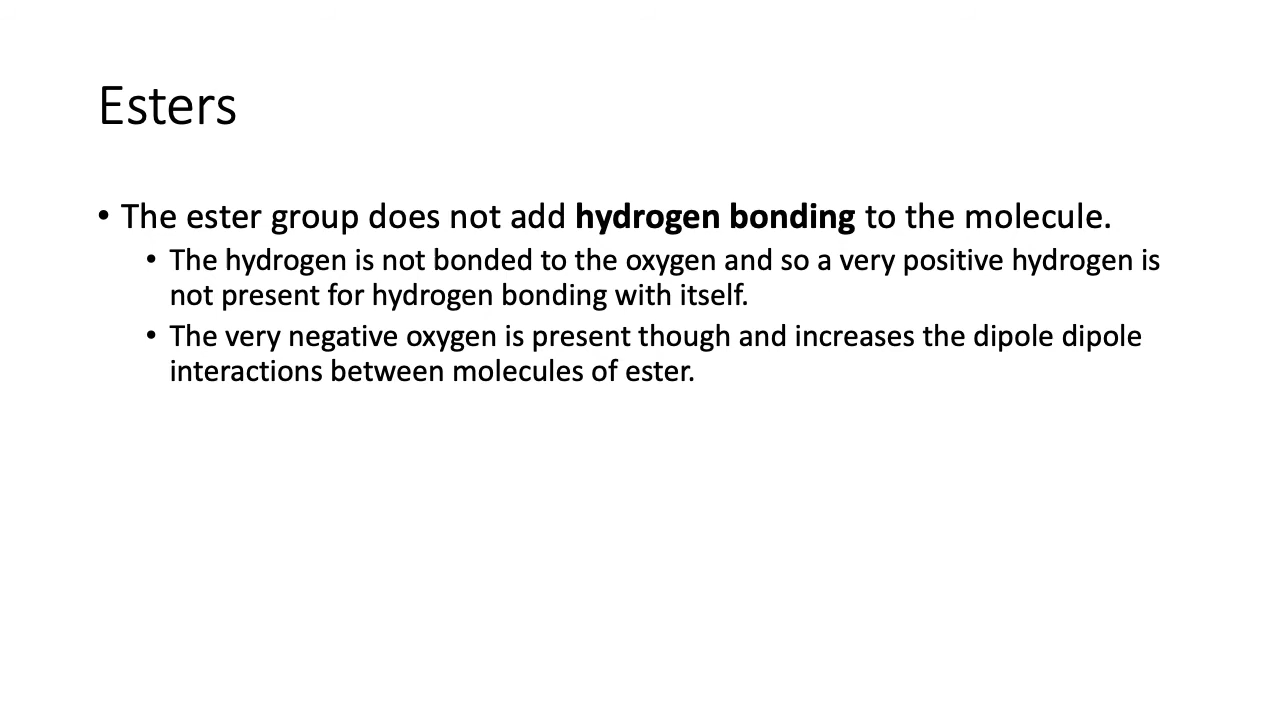 Esters
• The ester group does not add hydrogen bonding to the molecule.
• The hydrogen is not bonded to the oxygen and so a very positive hydrogen is
not present for hydrogen bonding with itself.
• The very negative oxygen is present though and increases the dipole dipole
interactions between molecules of ester.